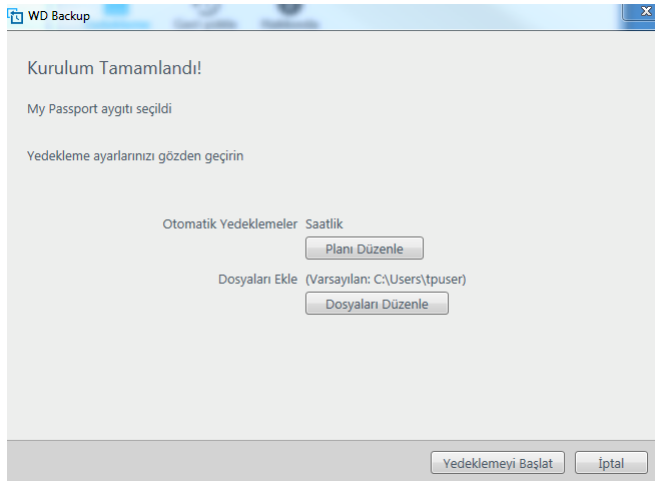 WD Backup
Kurulum Tamamlandı!
My Passport aygıtı seçildi
Yedekleme ayarlarınızı gözden geçirin
Otomatik Yedeklemeler Saatlik
Planı Düzenle
Dosyaları Ekle (Varsayılan: C:\Users\tpuser)
Dosyaları Düzenle
Yedeklemeyi Başlat İptal